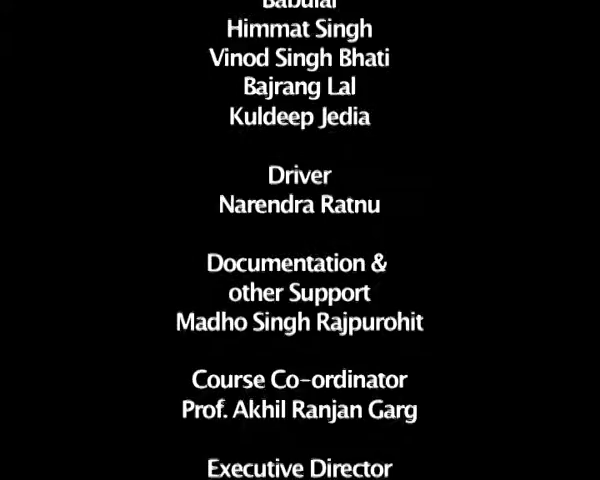 Babulal
Himmat Singh
Vinod Singh Bhati
Bajrang Lal
Kuldeep Jedia
Driver
Narendra Ratnu
Documentation &
other Support
Madho Singh Rajpurohit
Course Co-ordinator
Prof. Akhil Ranjan Garg
Executive Director